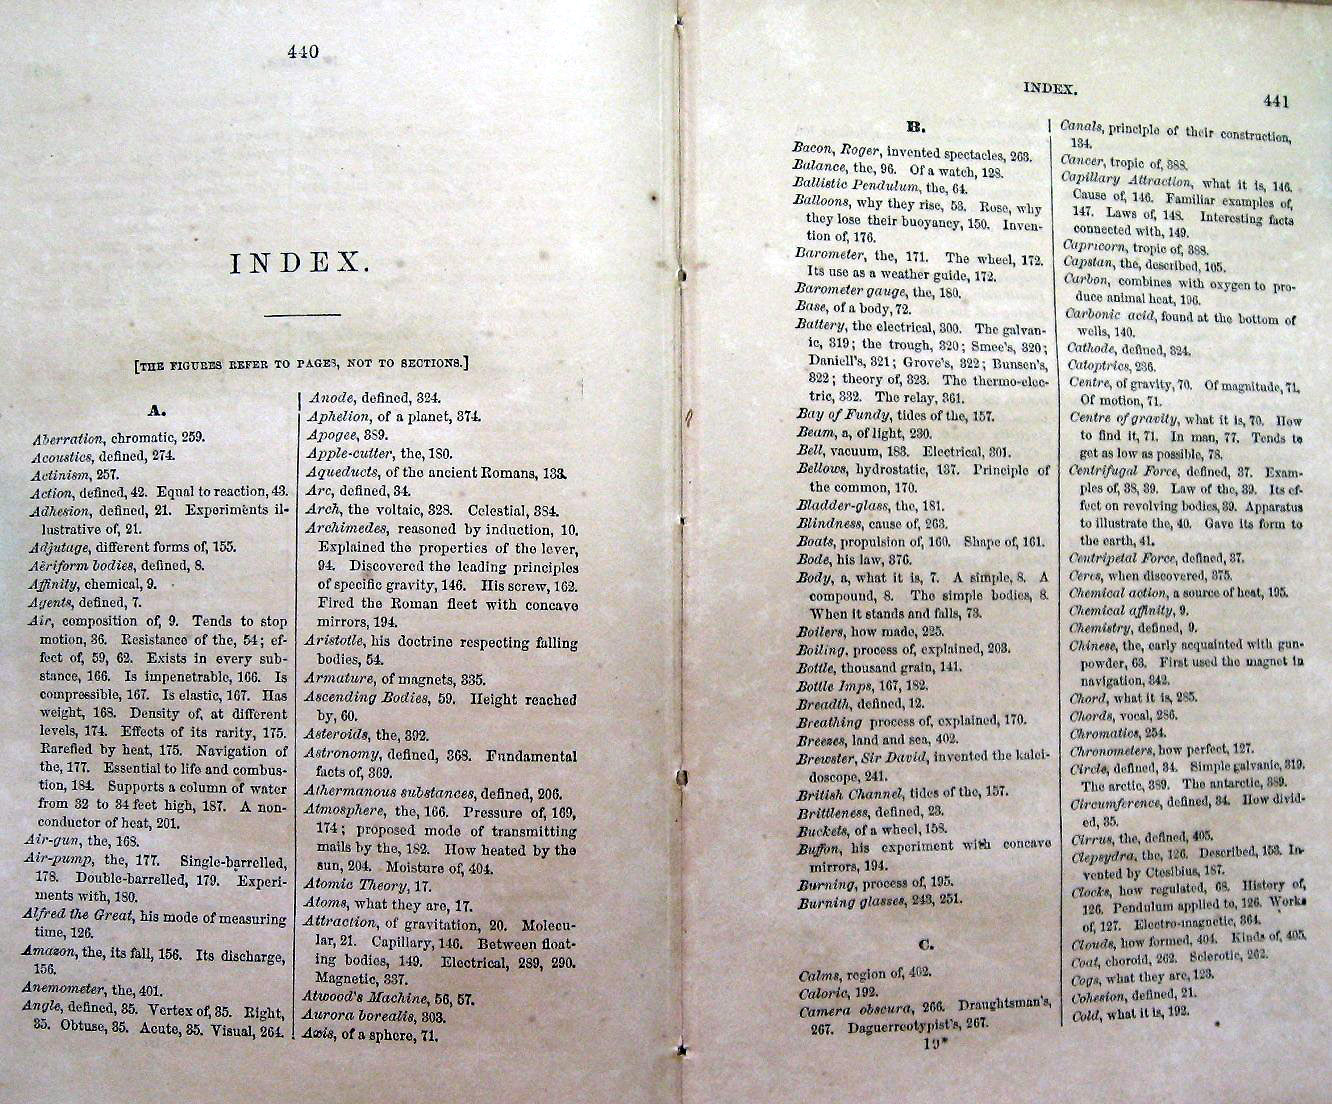 440
INDEX.
[THE FIGURES REFER TO PAGES, NOT TO SECTIONS.]
A.
Aberration, chromatic, 259.
Acoustics, defined, 274.
Actinism, 257.
Action, defined, 42. Equal to reaction, 43.
Adhesion, defined, 21. Experiments il-
lustrative of, 21.
Adjutage, different forms of, 155.
Aëriform bodies, defined, 8.
Affinity, chemical, 9.
Agents, defined, 7.
Air, composition of, 9. Tends to stop
motion, 36. Resistance of the, 54; ef-
fect of, 59, 62. Exists in every sub-
stance, 166. Is impenetrable, 166. Is
compressible, 167. Is elastic, 167. Has
weight, 168. Density of, at different
levels, 174. Effects of its rarity, 175.
Rarefied by heat, 175. Navigation of
the, 177. Essential to life and combus-
tion, 184. Supports a column of water
from 32 to 34 feet high, 187. A non-
conductor of heat, 201.
Air-gun, the, 168.
Air-pump, the, 177. Single-barrelled,
178. Double-barrelled, 179. Experi-
ments with, 180.
Alfred the Great, his mode of measuring
time, 126.
Amazon, the, its fall, 156. Its discharge,
156.
Anemometer, the, 401.
Angle, defined, 35. Vertex of, 35. Right,
35. Obtuse, 35. Acute, 35. Visual, 264.
Anode, defined, 324.
Aphelion, of a planet, 374.
Apogee, 389.
Apple-cutter, the, 180.
Aqueducts, of the ancient Romans, 133.
Arc, defined, 34.
Arch, the voltaic, 328. Celestial, 384.
Archimedes, reasoned by induction, 10.
Explained the properties of the lever,
94. Discovered the leading principles
of specific gravity, 146. His screw, 162.
Fired the Roman fleet with concave
mirrors, 194.
Aristotle, his doctrine respecting falling
bodies, 54.
Armature, of magnets, 335.
Ascending Bodies, 59. Height reached
by, 60.
Asteroids, the, 392.
Astronomy, defined, 368. Fundamental
facts of, 369.
Athermanous substances, defined, 206.
Atmosphere, the, 166. Pressure of, 169,
174; proposed mode of transmitting
mails by the, 182. How heated by the
sun, 204. Moisture of, 404.
Atomic Theory, 17.
Atoms, what they are, 17.
Attraction, of gravitation, 20. Molecu-
lar, 21. Capillary, 146. Between float-
ing bodies, 149. Electrical, 289, 290.
Magnetic, 337.
Atwood's Machine, 56, 57.
Aurora borealis, 303.
Axis, of a sphere, 71.
INDEX.
441
B.
Bacon, Roger, invented spectacles, 263.
Balance, the, 96. Of a watch, 128.
Ballistic Pendulum, the, 64.
Balloons, why they rise, 53. Rose, why
they lose their buoyancy, 150. Inven-
tion of, 176.
Barometer, the, 171. The wheel, 172.
Its use as a weather guide, 172.
Barometer gauge, the, 180.
Base, of a body, 72.
Battery, the electrical, 300. The galvan-
ic, 319; the trough, 320; Smee's, 320;
Daniell's, 321; Grove's, 322; Bunsen's,
322; theory of, 323. The thermo-elec-
tric, 332. The relay, 361.
Bay of Fundy, tides of the, 157.
Beam, a, of light, 230.
Bell, vacuum, 183. Electrical, 301.
Bellows, hydrostatic, 137. Principle of
the common, 170.
Bladder-glass, the, 181.
Blindness, cause of, 263.
Boats, propulsion of, 160. Shape of, 161.
Bode, his law, 376.
Body, a, what it is, 7. A simple, 8. A
compound, 8. The simple bodies, 8.
When it stands and falls, 73.
Boilers, how made, 225.
Boiling, process of, explained, 203.
Bottle, thousand grain, 141.
Bottle Imps, 167, 182.
Breadth, defined, 12.
Breathing process of, explained, 170.
Breezes, land and sea, 402.
Brewster, Sir David, invented the kalei-
doscope, 241.
British Channel, tides of the, 157.
Brittleness, defined, 23.
Buckets, of a wheel, 158.
Buffon, his experiment with concave
mirrors, 194.
Burning, process of, 195.
Burning glasses, 243, 251.
C.
Calms, region of, 402.
Caloric, 192.
Camera obscura, 266. Draughtsman's,
267. Daguerreotypist's, 267.
19*
Canals, principle of their construction,
134.
Cancer, tropic of, 388.
Capillary Attraction, what it is, 146.
Cause of, 146. Familiar examples of,
147. Laws of, 148. Interesting facts
connected with, 149.
Capricorn, tropic of, 388.
Capstan, the, described, 105.
Carbon, combines with oxygen to pro-
duce animal heat, 196.
Carbonic acid, found at the bottom of
wells, 140.
Cathode, defined, 324.
Catoptrics, 236.
Centre, of gravity, 70. Of magnitude, 71.
Of motion, 71.
Centre of gravity, what it is, 70. How
to find it, 71. In man, 77. Tends to
get as low as possible, 78.
Centrifugal Force, defined, 37. Exam-
ples of, 38, 39. Law of the, 39. Its ef-
fect on revolving bodies, 39. Apparatus
to illustrate the, 40. Gave its form to
the earth, 41.
Centripetal Force, defined, 37.
Ceres, when discovered, 375.
Chemical action, a source of heat, 195.
Chemical affinity, 9.
Chemistry, defined, 9.
Chinese, the, early acquainted with gun-
powder, 63. First used the magnet in
navigation, 342.
Chord, what it is, 285.
Chords, vocal, 286.
Chromatics, 254.
Chronometers, how perfect, 127.
Circle, defined, 34. Simple galvanic, 319.
The arctic, 389. The antarctic, 389.
Circumference, defined, 34. How divid-
ed, 35.
Cirrus, the, defined, 405.
Clepsydra, the, 126. Described, 153. In-
vented by Ctesibius, 187.
Clocks, how regulated, 68. History of,
126. Pendulum applied to, 126. Works
of, 127. Electro-magnetic, 364.
Clouds, how formed, 404. Kinds of, 405.
Coat, choroid, 262. Sclerotic, 262.
Cogs, what they are, 123.
Cohesion, defined, 21.
Cold, what it is, 192.